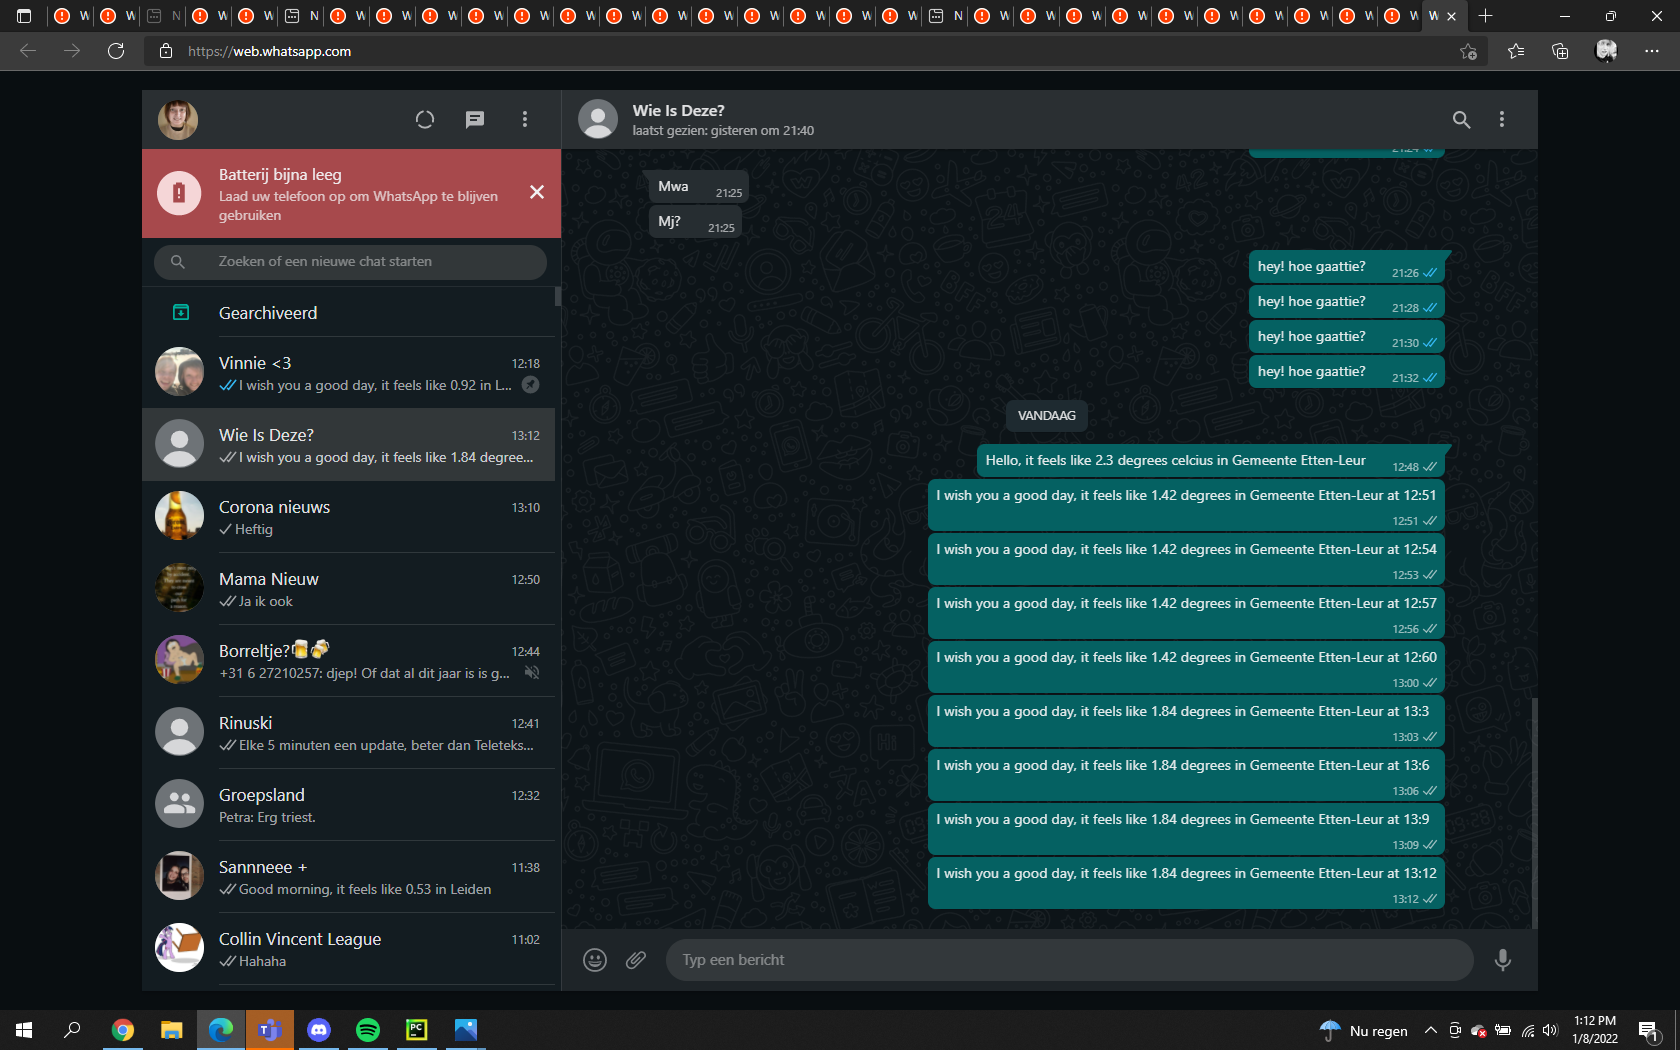 W W N W W N W W W W W W W W W W W W W N W W W W W W W W W W W
https://web.whatsapp.com
Batterij bijna leeg
Laad uw telefoon op om WhatsApp te blijven
gebruiken
Zoeken of een nieuwe chat starten
Gearchiveerd
Vinnie <3 12:18
I wish you a good day, it feels like 0.92 in L...
Wie Is Deze? 13:12
I wish you a good day, it feels like 1.84 degree...
Corona nieuws 13:10
Heftig
Mama Nieuw 12:50
Ja ik ook
Borreltje?🍺🍻 12:44
+31 6 27210257: djep! Of dat al dit jaar is is g...
Rinuski 12:41
Elke 5 minuten een update, beter dan Teleteks...
Groepsland 12:32
Petra: Erg triest.
Sannneee + 11:38
Good morning, it feels like 0.53 in Leiden
Collin Vincent League 11:02
Hahaha
Wie Is Deze?
laatst gezien: gisteren om 21:40
21:24
Mwa 21:25
Mj? 21:25
hey! hoe gaattie? 21:26
hey! hoe gaattie? 21:28
hey! hoe gaattie? 21:30
hey! hoe gaattie? 21:32
VANDAAG
Hello, it feels like 2.3 degrees celcius in Gemeente Etten-Leur 12:48
I wish you a good day, it feels like 1.42 degrees in Gemeente Etten-Leur at 12:51
12:51
I wish you a good day, it feels like 1.42 degrees in Gemeente Etten-Leur at 12:54
12:53
I wish you a good day, it feels like 1.42 degrees in Gemeente Etten-Leur at 12:57
12:56
I wish you a good day, it feels like 1.42 degrees in Gemeente Etten-Leur at 12:60
13:00
I wish you a good day, it feels like 1.84 degrees in Gemeente Etten-Leur at 13:3
13:03
I wish you a good day, it feels like 1.84 degrees in Gemeente Etten-Leur at 13:6
13:06
I wish you a good day, it feels like 1.84 degrees in Gemeente Etten-Leur at 13:9
13:09
I wish you a good day, it feels like 1.84 degrees in Gemeente Etten-Leur at 13:12
13:12
Typ een bericht
Nu regen
1:12 PM
1/8/2022
1